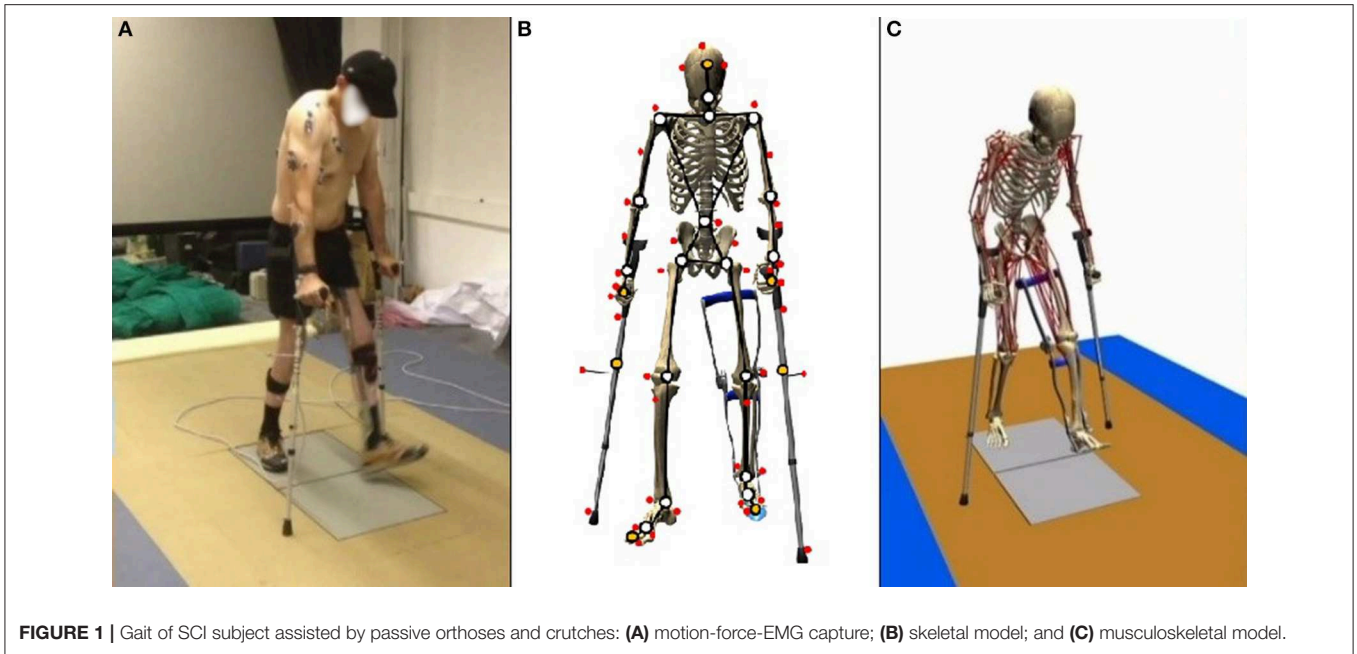 A
B
C
FIGURE 1 | Gait of SCI subject assisted by passive orthoses and crutches: (A) motion-force-EMG capture; (B) skeletal model; and (C) musculoskeletal model.